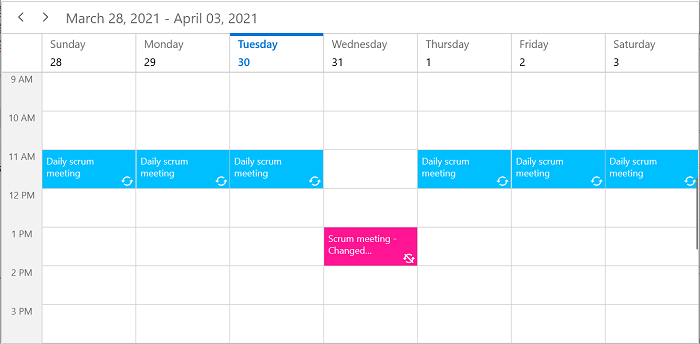 March 28, 2021 - April 03, 2021
Sunday Monday Tuesday Wednesday Thursday Friday Saturday
28 29 30 31 1 2 3
9 AM
10 AM
11 AM
Daily scrum Daily scrum Daily scrum Daily scrum Daily scrum Daily scrum
meeting meeting meeting meeting meeting meeting
12 PM
1 PM
Scrum meeting -
Changed...
2 PM
3 PM